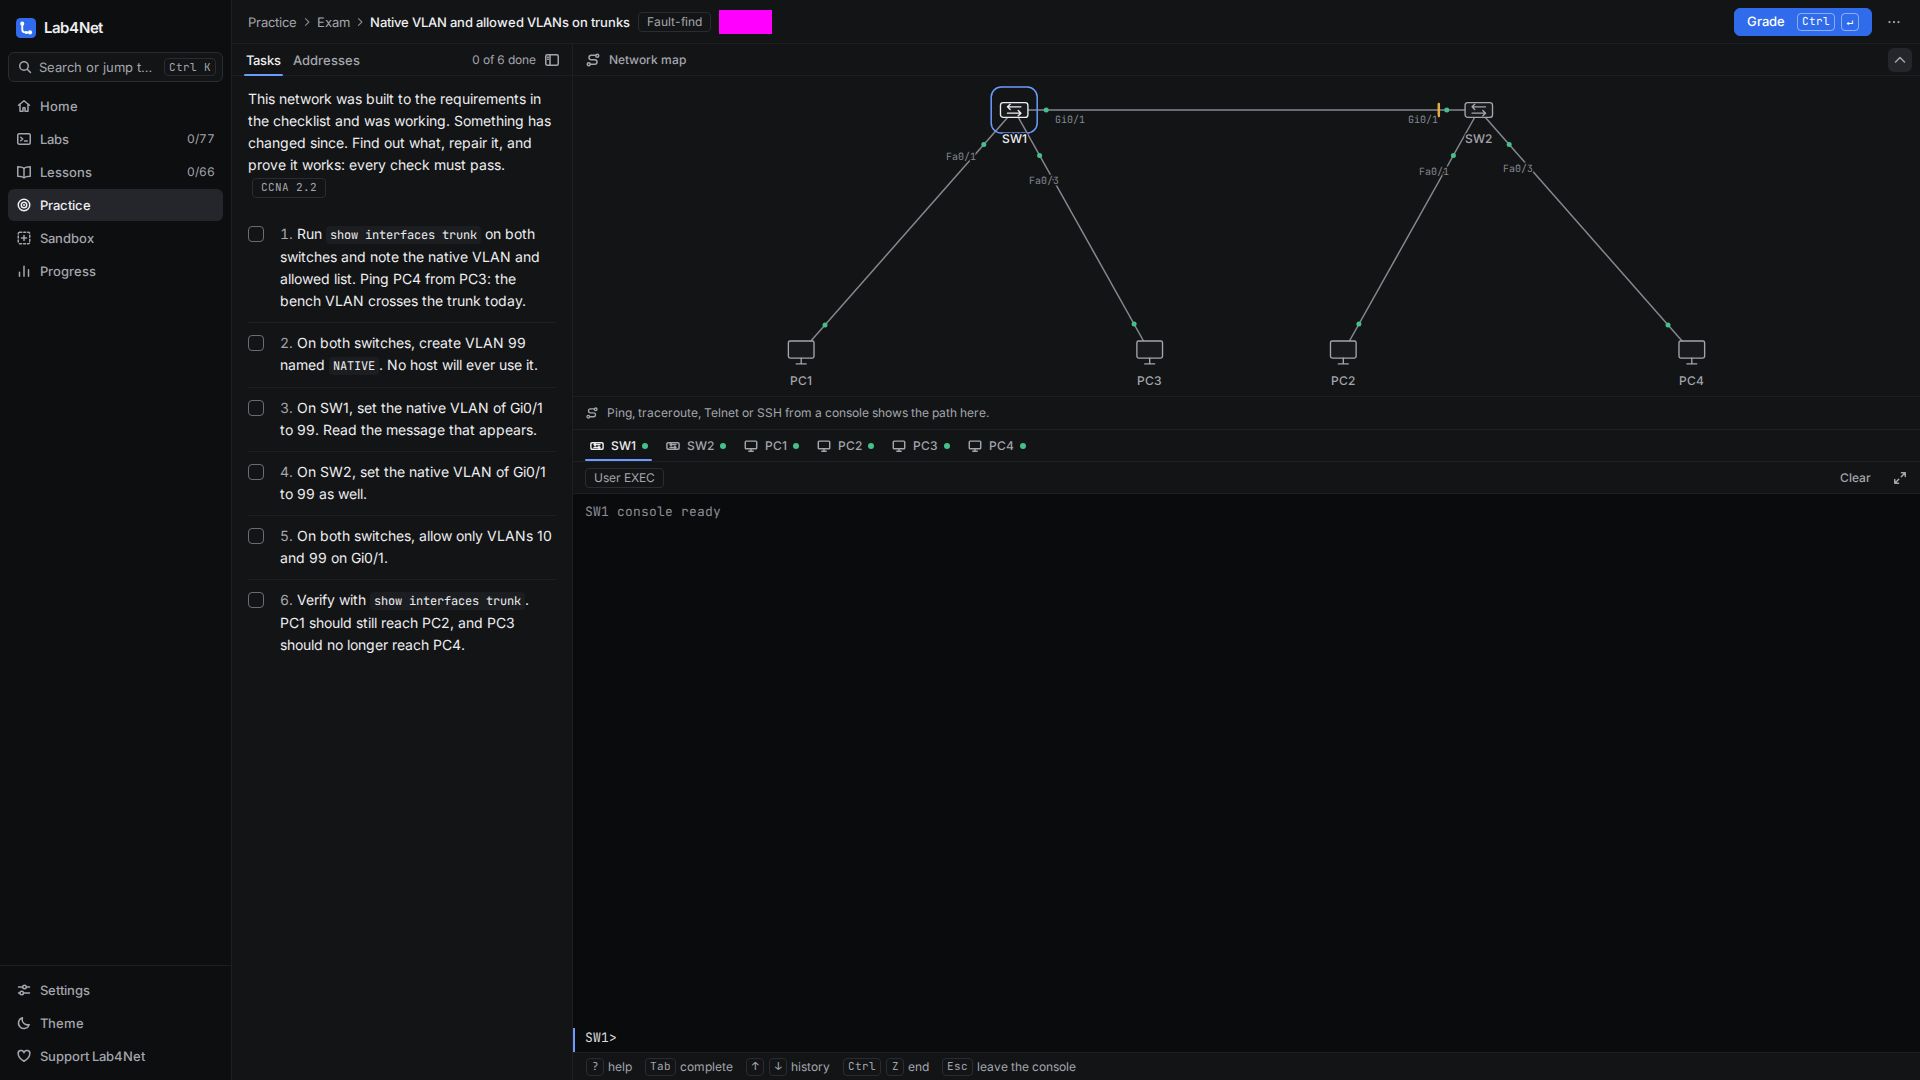 Lab4Net
Search or jump t... Ctrl K
Home
Labs 0/77
Lessons 0/66
Practice
Sandbox
Progress
Settings
Theme
Support Lab4Net
Practice > Exam > Native VLAN and allowed VLANs on trunks Fault-find
Grade Ctrl ↵
Tasks Addresses 0 of 6 done
This network was built to the requirements in
the checklist and was working. Something has
changed since. Find out what, repair it, and
prove it works: every check must pass.
CCNA 2.2
1. Run show interfaces trunk on both
switches and note the native VLAN and
allowed list. Ping PC4 from PC3: the
bench VLAN crosses the trunk today.
2. On both switches, create VLAN 99
named NATIVE. No host will ever use it.
3. On SW1, set the native VLAN of Gi0/1
to 99. Read the message that appears.
4. On SW2, set the native VLAN of Gi0/1
to 99 as well.
5. On both switches, allow only VLANs 10
and 99 on Gi0/1.
6. Verify with show interfaces trunk.
PC1 should still reach PC2, and PC3
should no longer reach PC4.
Network map
Gi0/1 Gi0/1
SW1 SW2
Fa0/1 Fa0/3 Fa0/1 Fa0/3
PC1 PC3 PC2 PC4
Ping, traceroute, Telnet or SSH from a console shows the path here.
SW1 SW2 PC1 PC2 PC3 PC4
User EXEC Clear
SW1 console ready
SW1>
? help Tab complete ↑ ↓ history Ctrl Z end Esc leave the console